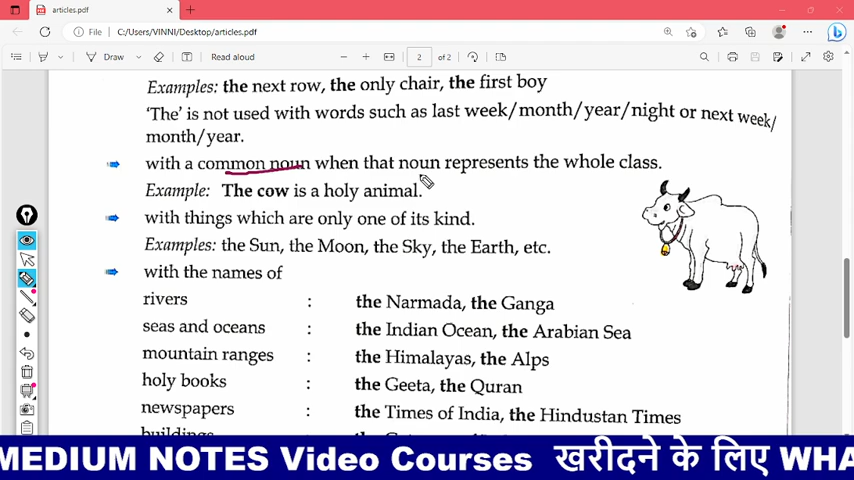 articles.pdf
File
C:/Users/VINNI/Desktop/articles.pdf
Draw
Read aloud
2 of 2
Examples: the next row, the only chair, the first boy
'The' is not used with words such as last week/month/year/night or next week/
month/year.
with a common noun when that noun represents the whole class.
Example: The cow is a holy animal.
with things which are only one of its kind.
Examples: the Sun, the Moon, the Sky, the Earth, etc.
with the names of
rivers : the Narmada, the Ganga
seas and oceans : the Indian Ocean, the Arabian Sea
mountain ranges : the Himalayas, the Alps
holy books : the Geeta, the Quran
newspapers : the Times of India, the Hindustan Times
MEDIUM NOTES Video Courses खरीदने के लिए WHA